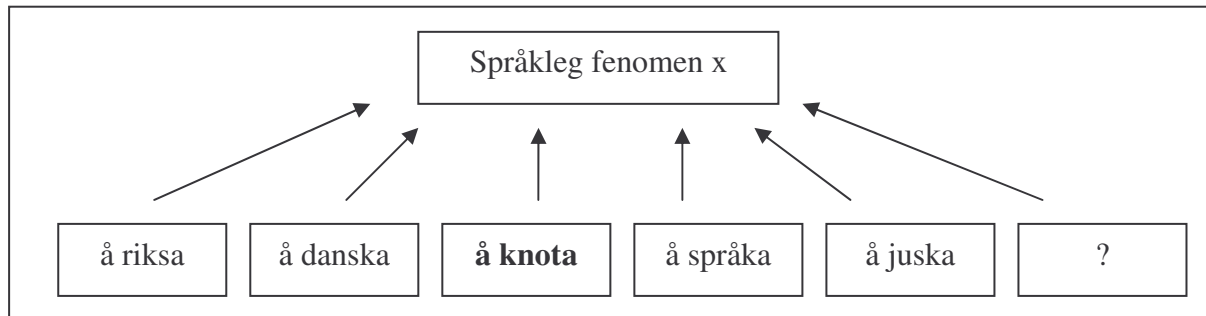 Språkleg fenomen x
å riksa
å danska
å knota
å språka
å juska
?